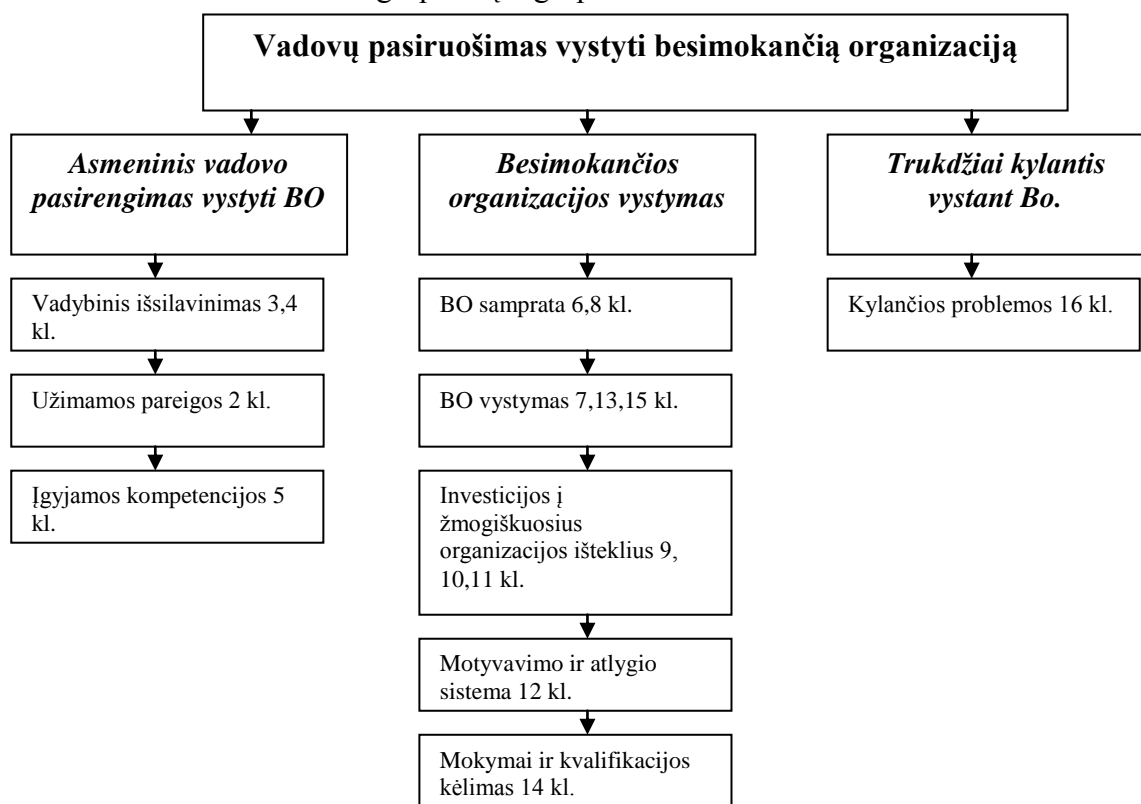 Vadovų pasiruošimas vystyti besimokančią organizaciją
Asmeninis vadovo
pasirengimas vystyti BO
Vadybinis išsilavinimas 3,4
kl.
Užimamos pareigos 2 kl.
Įgyjamos kompetencijos 5
kl.
Besimokančios
organizacijos vystymas
BO samprata 6,8 kl.
BO vystymas 7,13,15 kl.
Investicijos į
žmogiškuosius
organizacijos išteklius 9,
10,11 kl.
Motyvavimo ir atlygio
sistema 12 kl.
Mokymai ir kvalifikacijos
kėlimas 14 kl.
Trukdžiai kylantis
vystant Bo.
Kylančios problemos 16 kl.